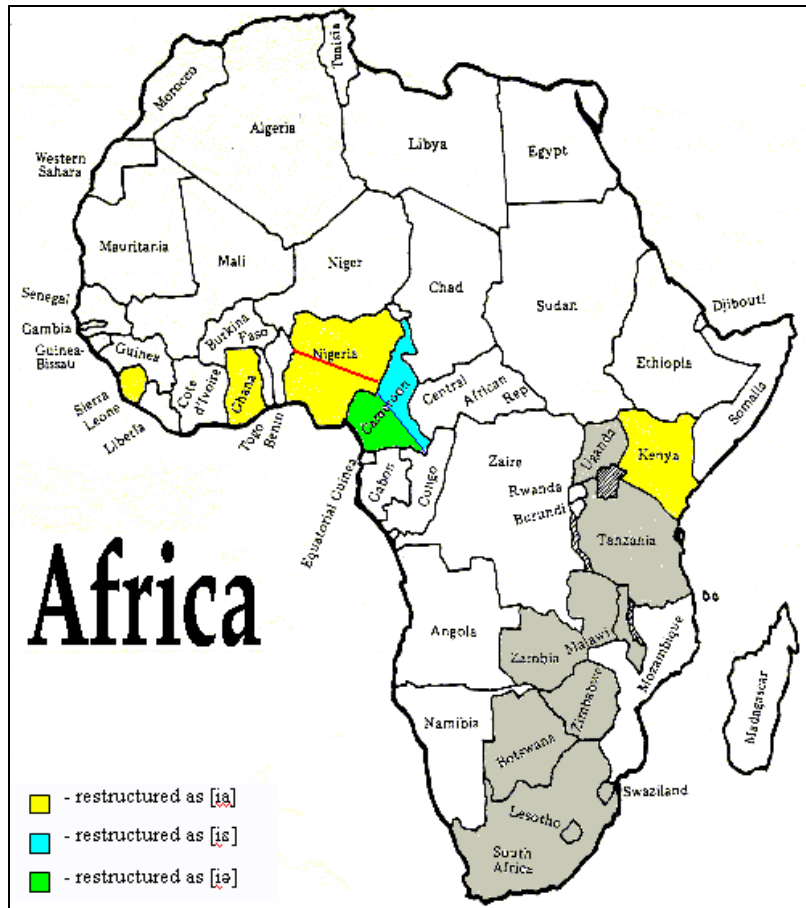 Tunisia
Morocco
Algeria
Libya
Egypt
Western
Sahara
Mauritania
Mali
Niger
Chad
Sudan
Senegal
Gambia
Guinea-
Bissau
Guinea
Burkina
Faso
Djibouti
Nigeria
Ethiopia
Sierra
Leone
Liberia
Cote
d'Ivoire
Ghana
Togo
Benin
Cameroon
Central
African
Rep
Somalia
Uganda
Kenya
Equatorial Guinea
Gabon
Congo
Zaire
Rwanda
Burundi
Tanzania
Africa
Angola
Zambia
Malawi
Mozambique
Madagascar
Namibia
Zimbabwe
Botswana
Swaziland
Lesotho
South
Africa
- restructured as [ia]
- restructured as [iɛ]
- restructured as [iə]